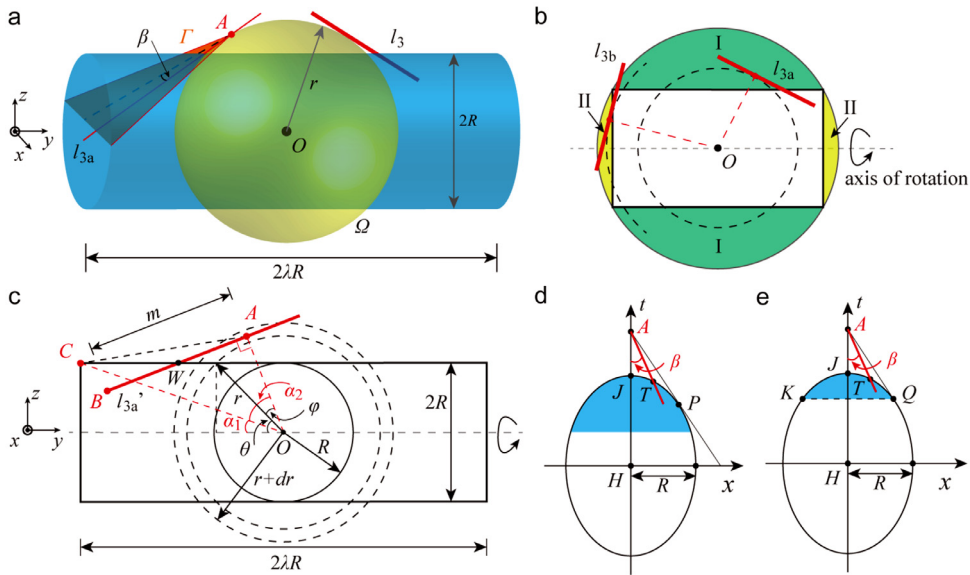 a
A
Γ
β
l₃
r
z
y
x
l₃ₐ
O
2R
Ω
2λR
b
I
l₃b
l₃ₐ
II
II
O
axis of rotation
I
c
m
A
C
W
B
l₃ₐ'
r
α₂
φ
α₁
θ
O
R
r+dr
2R
z
x
y
2λR
d
t
A
β
J
T
P
H
R
x
e
t
A
β
J
T
K
Q
H
R
x